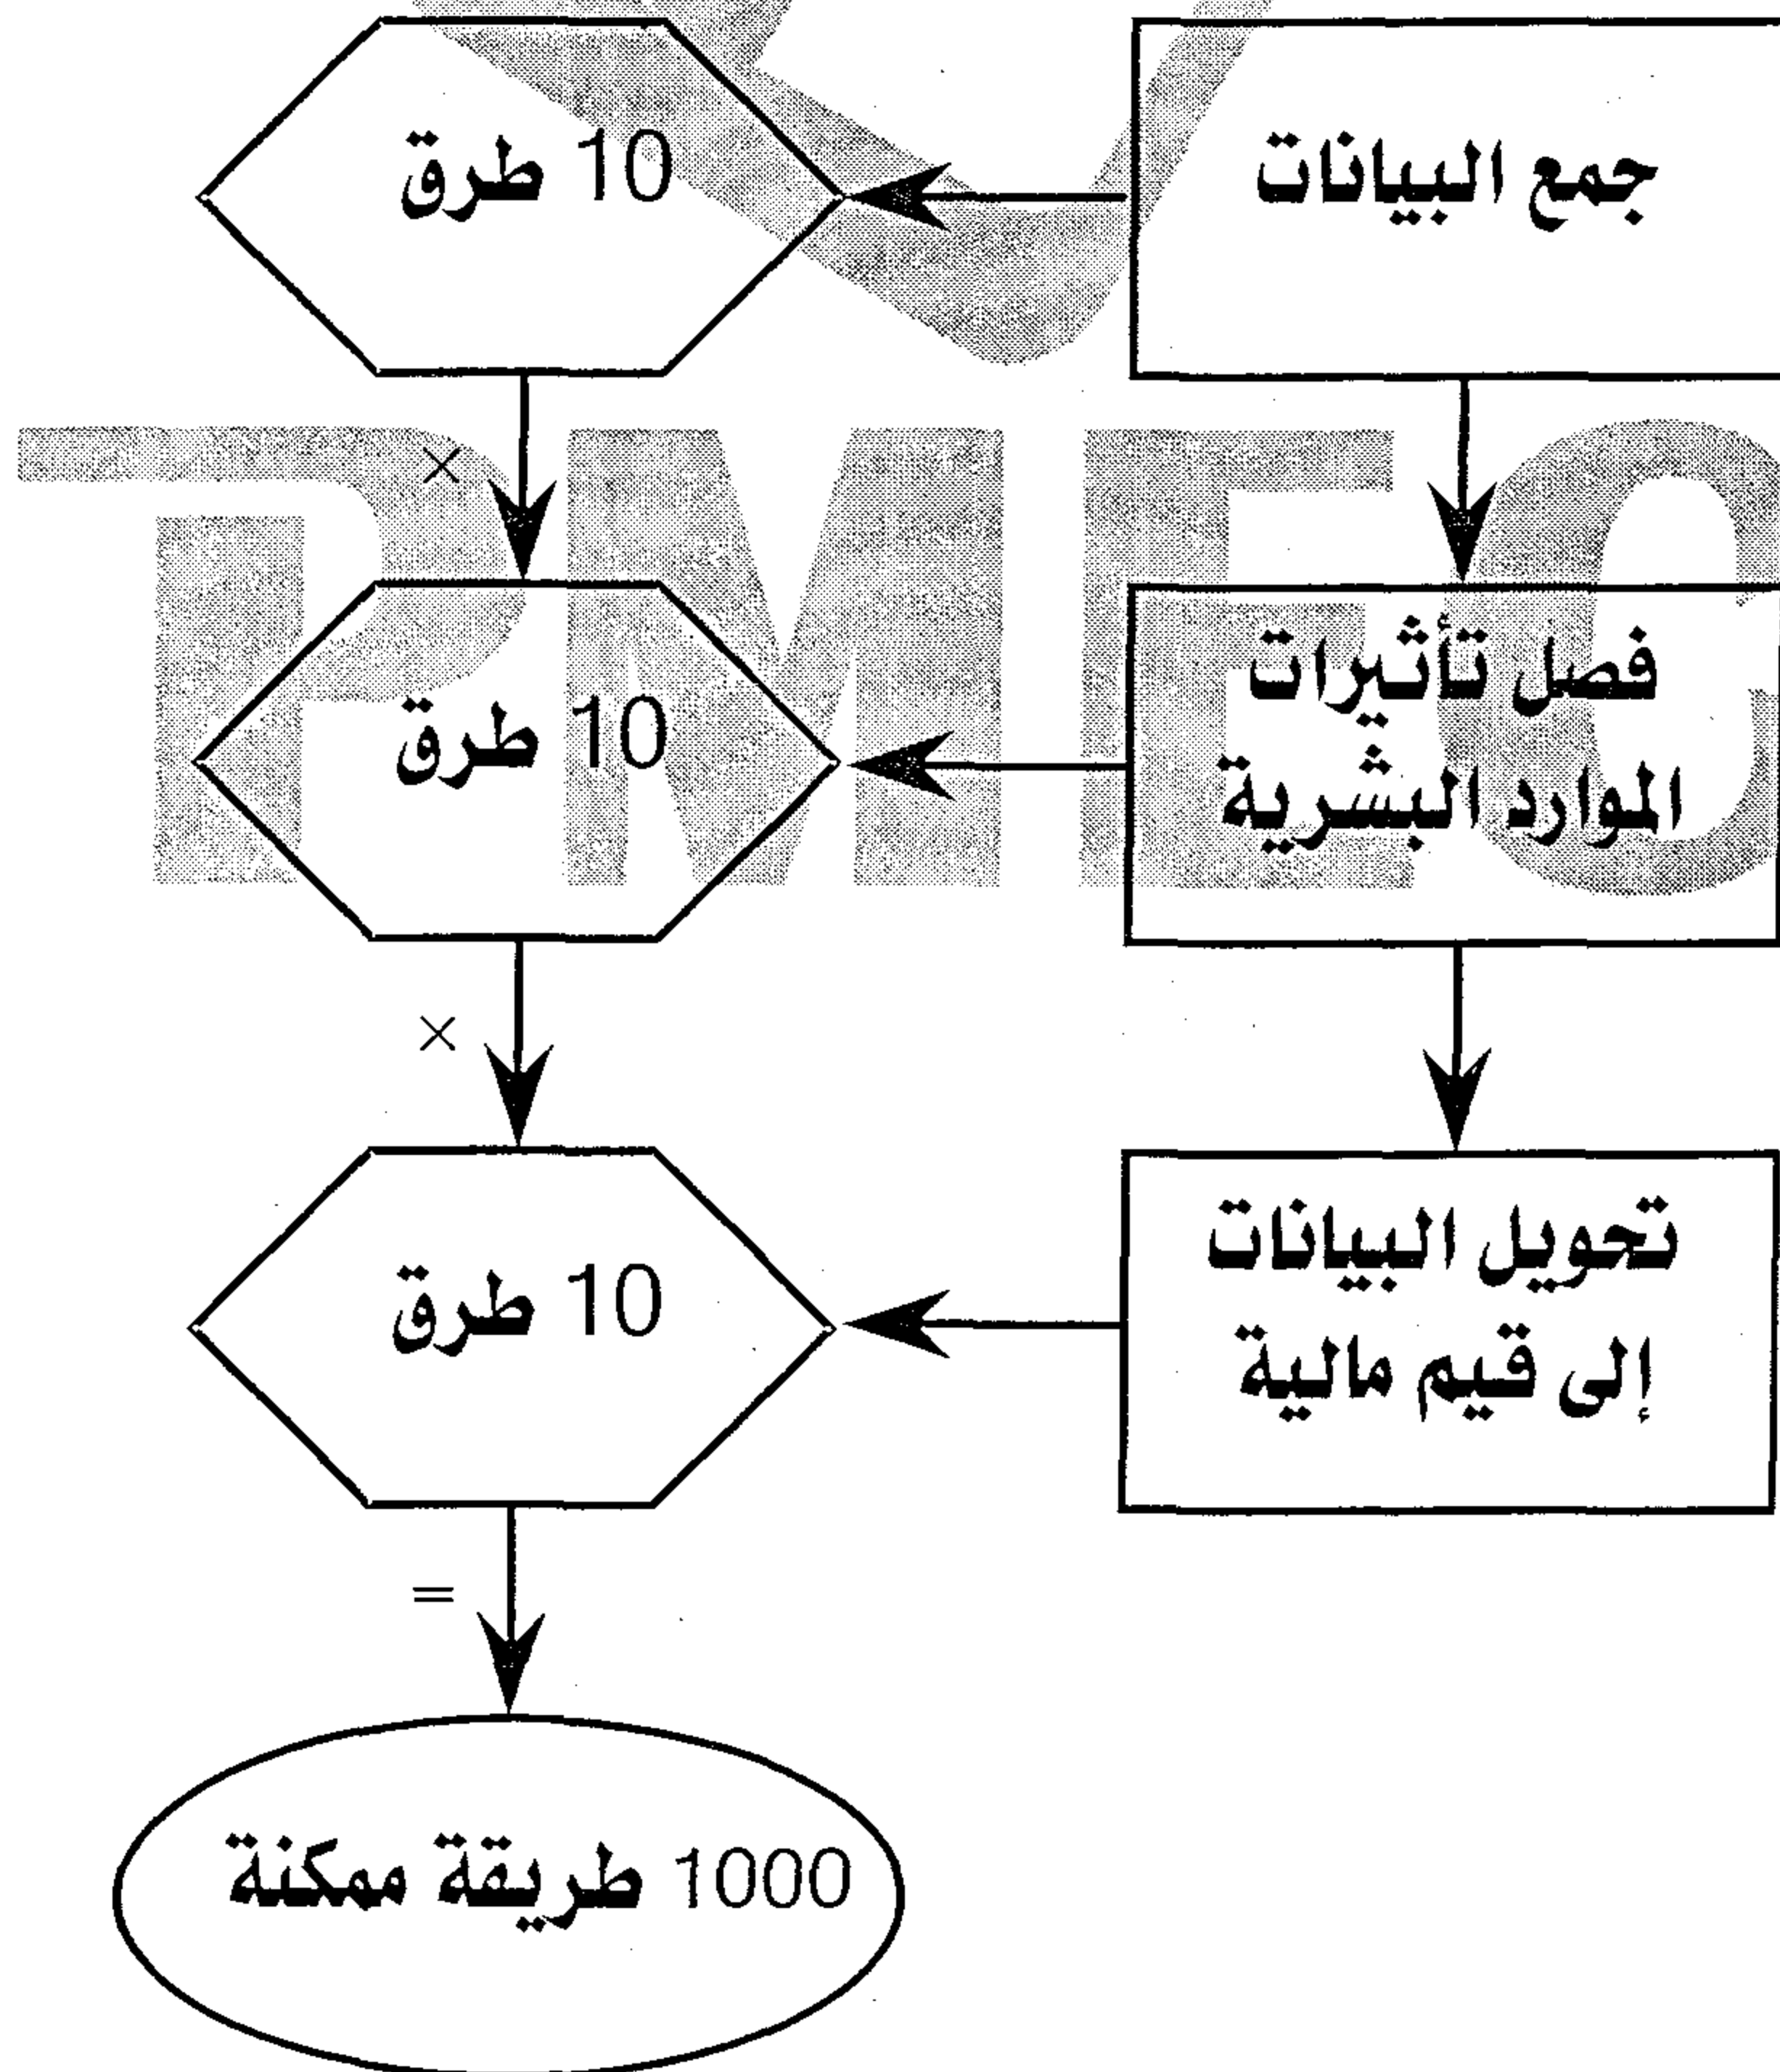 جمع البيانات
10 طرق
×
فصل تأثيرات
الموارد البشرية
10 طرق
×
تحويل البيانات
إلى قيم مالية
10 طرق
=
1000 طريقة ممكنة
PMEC